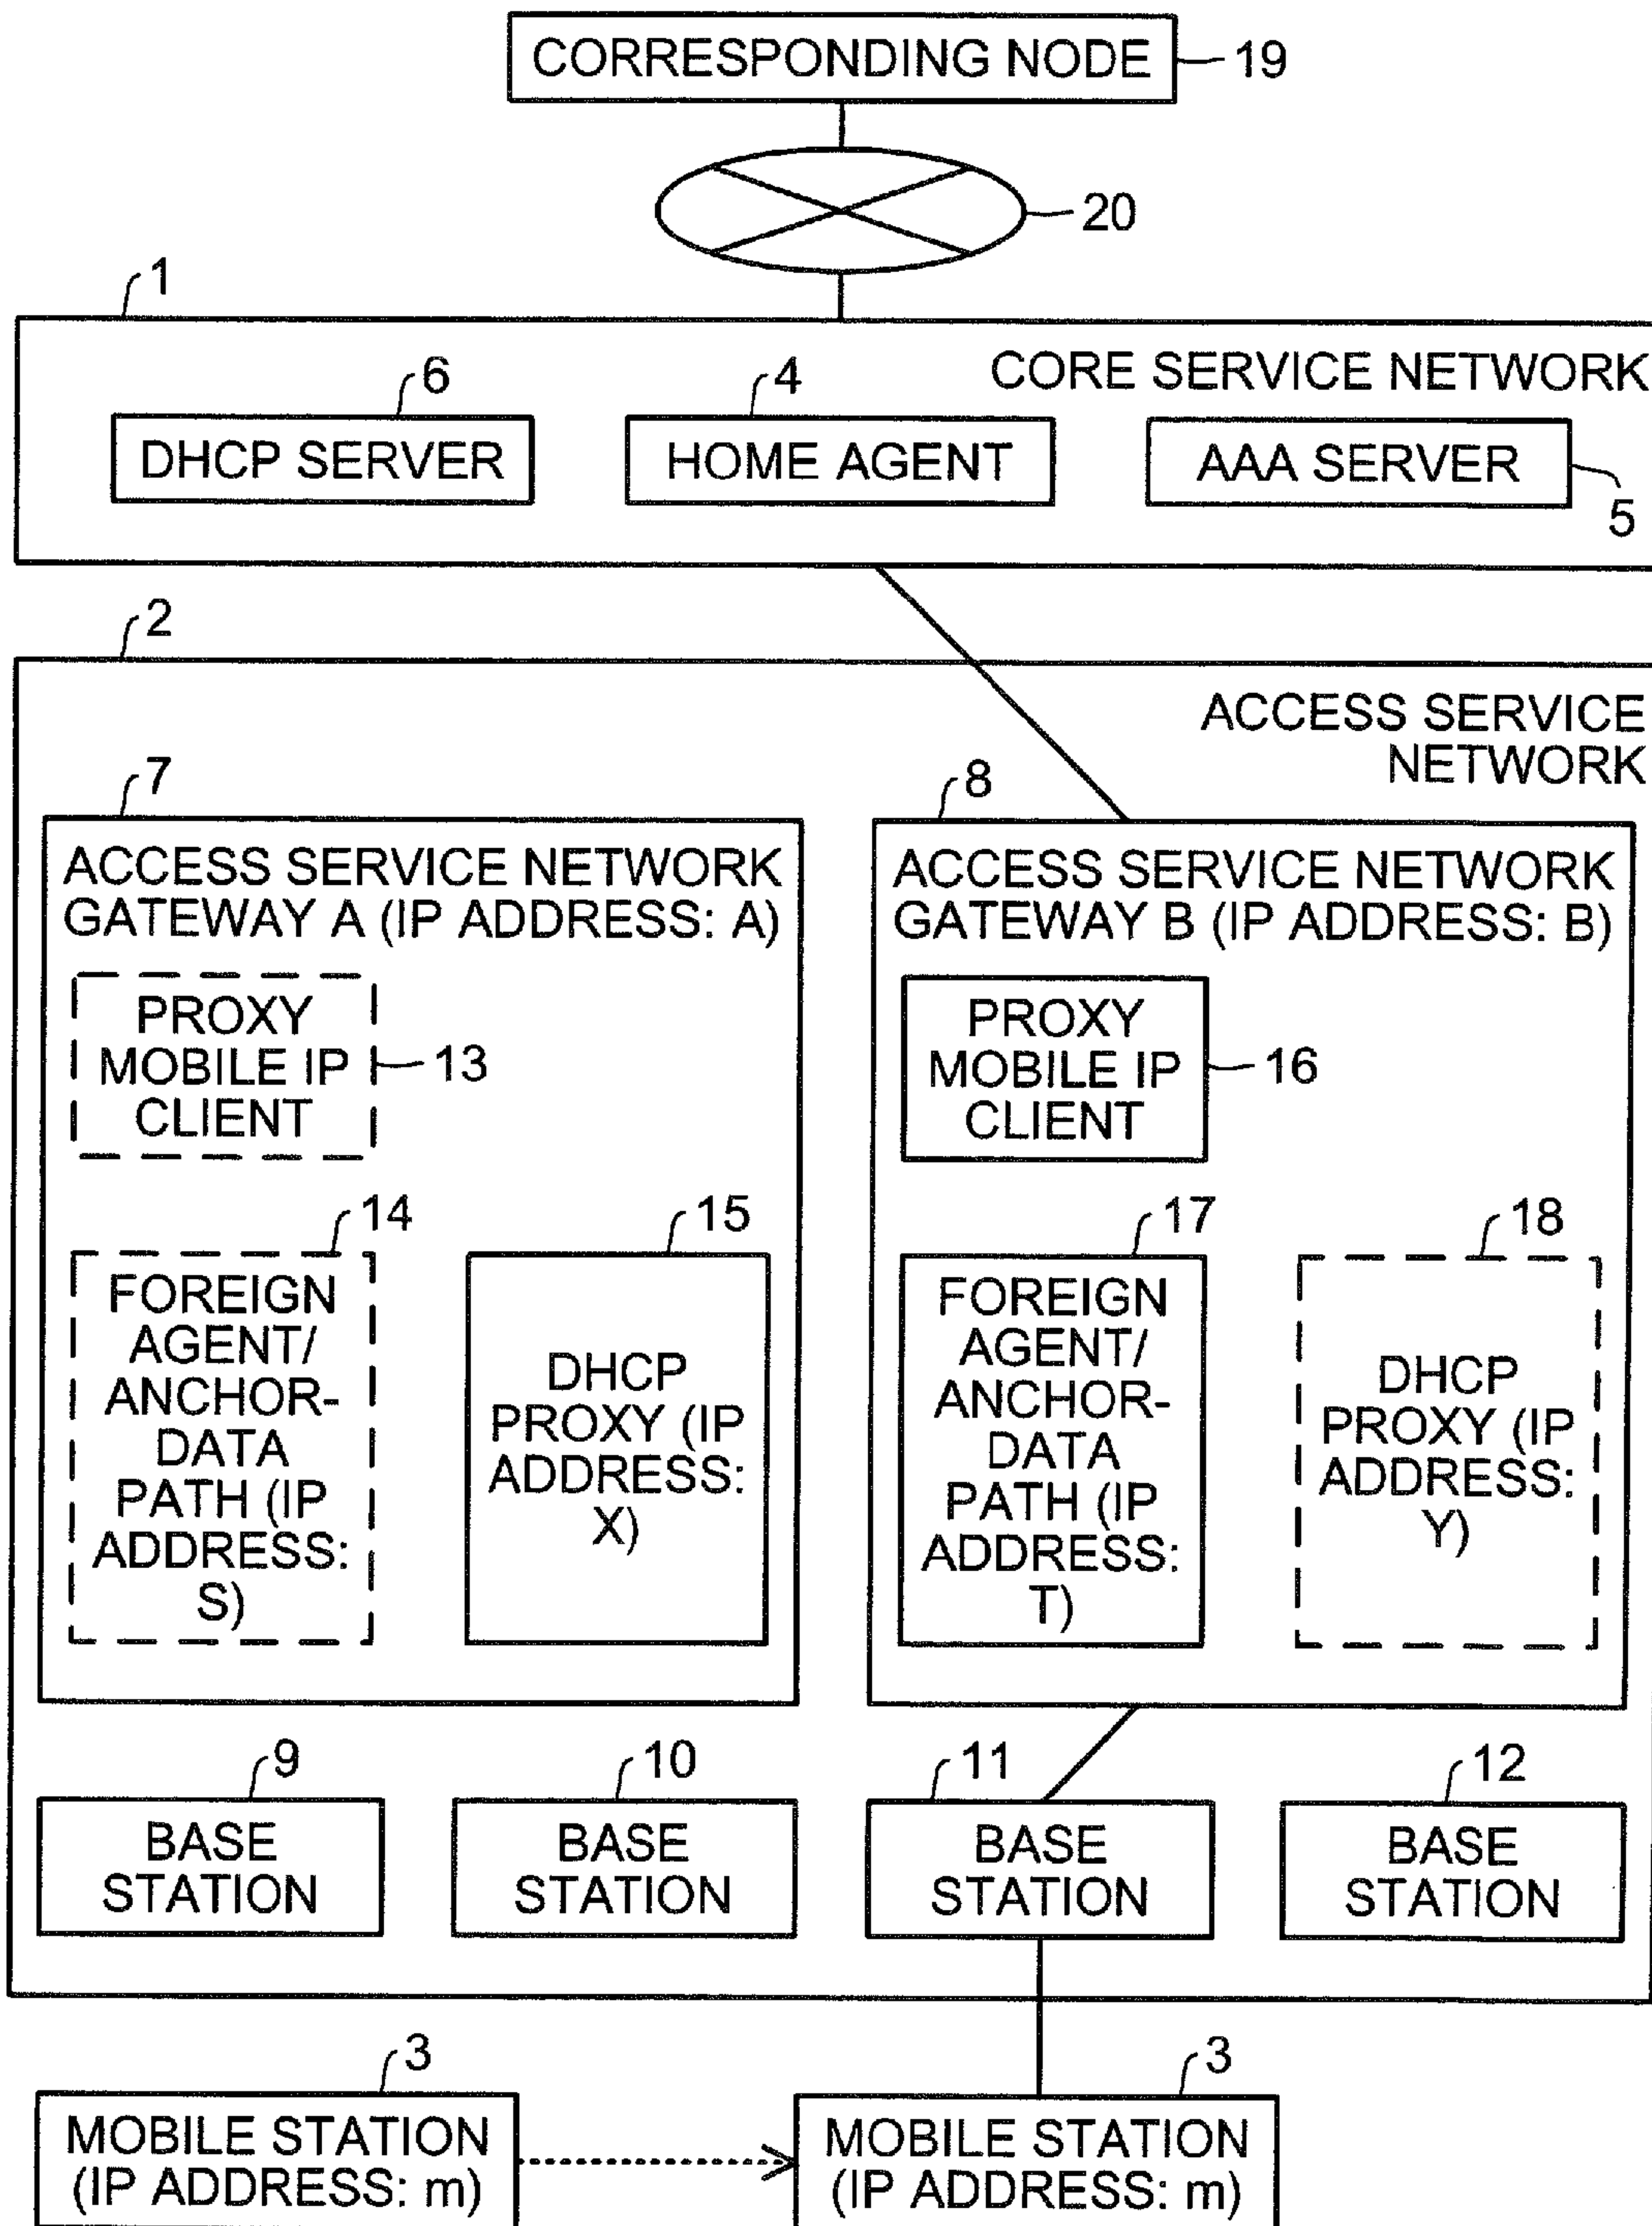 CORRESPONDING NODE
19
20
1
CORE SERVICE NETWORK
6
4
DHCP SERVER
HOME AGENT
AAA SERVER
5
2
ACCESS SERVICE
NETWORK
7
8
ACCESS SERVICE NETWORK
GATEWAY A (IP ADDRESS: A)
PROXY
MOBILE IP
CLIENT
13
14
FOREIGN
AGENT/
ANCHOR-
DATA
PATH (IP
ADDRESS:
S)
15
DHCP
PROXY (IP
ADDRESS:
X)
ACCESS SERVICE NETWORK
GATEWAY B (IP ADDRESS: B)
PROXY
MOBILE IP
CLIENT
16
17
FOREIGN
AGENT/
ANCHOR-
DATA
PATH (IP
ADDRESS:
T)
18
DHCP
PROXY (IP
ADDRESS:
Y)
9
BASE
STATION
10
BASE
STATION
11
BASE
STATION
12
BASE
STATION
3
MOBILE STATION
(IP ADDRESS: m)
3
MOBILE STATION
(IP ADDRESS: m)